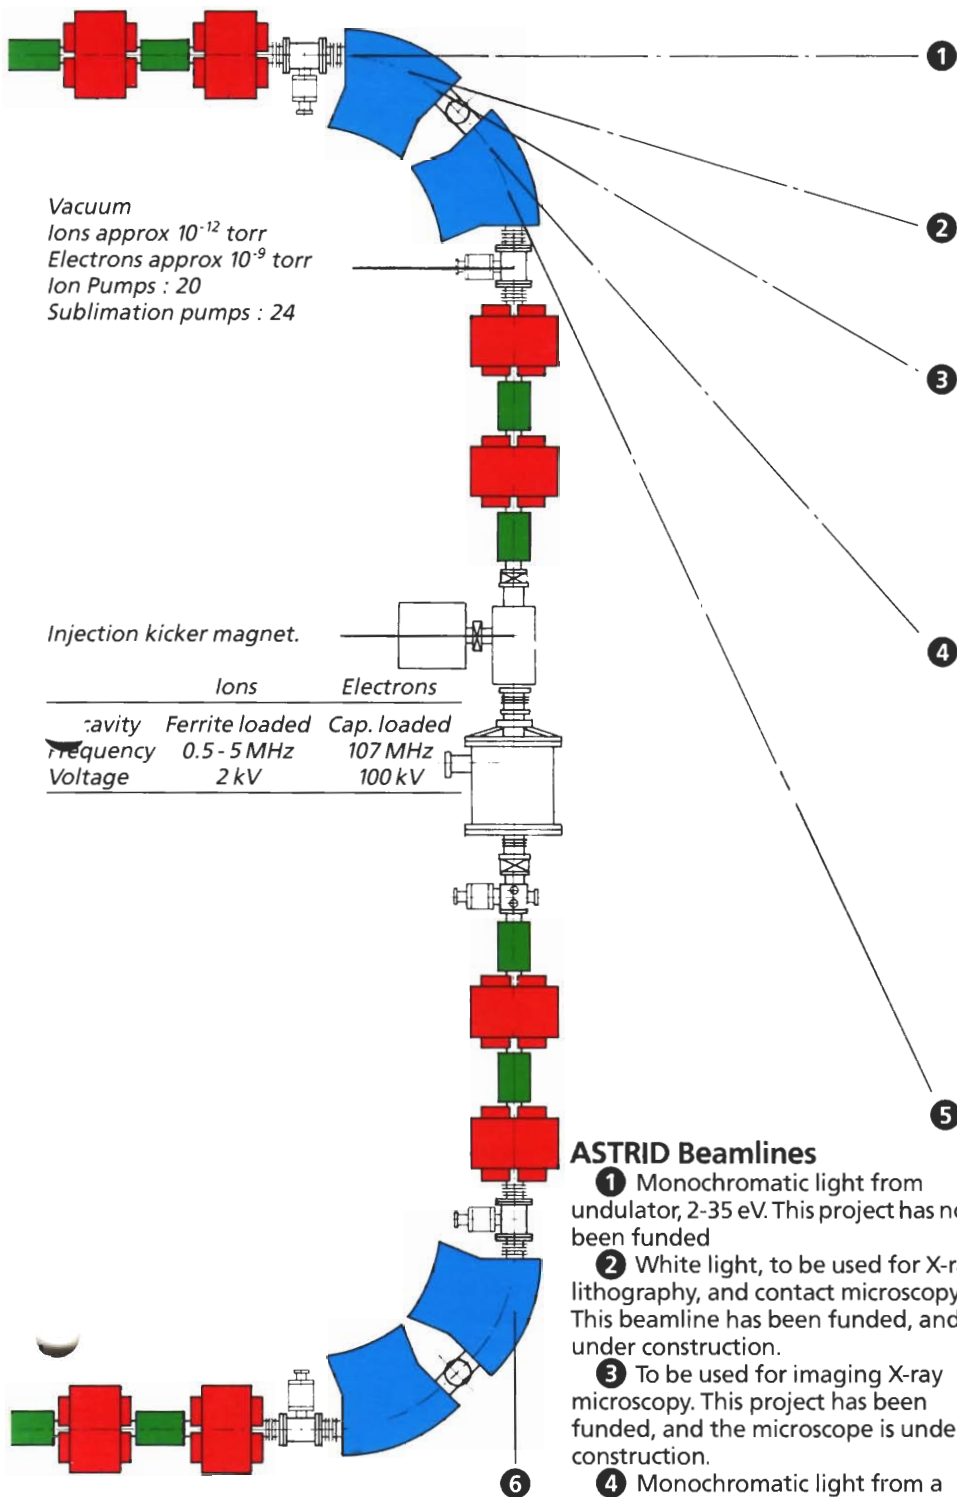 1
2
Vacuum
Ions approx 10⁻¹² torr
Electrons approx 10⁻⁹ torr
Ion Pumps : 20
Sublimation pumps : 24
3
4
Injection kicker magnet.
Ions Electrons
Ferrite loaded Cap. loaded
0.5 - 5 MHz 107 MHz
Voltage 2 kV 100 kV
5
ASTRID Beamlines
1 Monochromatic light from
undulator, 2-35 eV. This project has
been funded
2 White light, to be used for
lithography, and contact microscopy
This beamline has been funded, and
under construction.
3 To be used for imaging X-ray
microscopy. This project has been
funded, and the microscope is
construction.
4 Monochromatic light from a
6